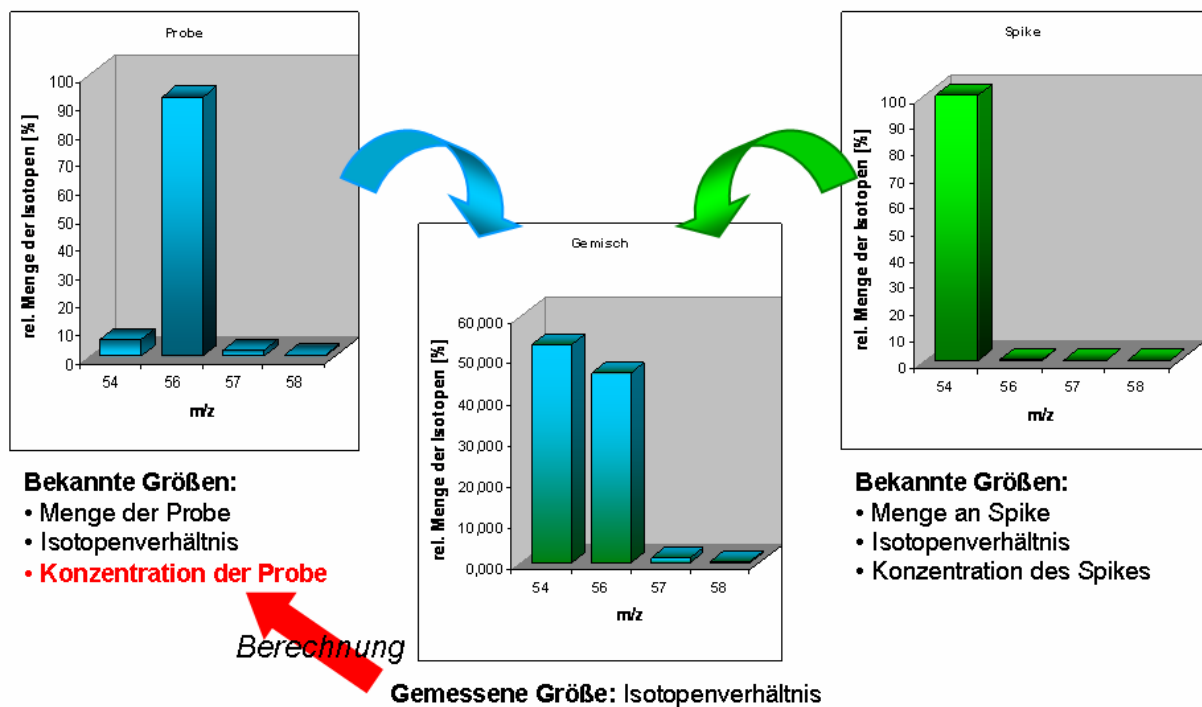 Probe
rel. Menge der Isotopen [%]
100
90
80
70
60
50
40
30
20
10
0
54 56 57 58
m/z
Bekannte Größen:
• Menge der Probe
• Isotopenverhältnis
• Konzentration der Probe
Gemisch
rel. Menge der Isotopen [%]
60,000
50,000
40,000
30,000
20,000
10,000
0,000
54 56 57 58
m/z
Berechnung
Gemessene Größe: Isotopenverhältnis
Spike
rel. Menge der Isotopen [%]
100
90
80
70
60
50
40
30
20
10
0
54 56 57 58
m/z
Bekannte Größen:
• Menge an Spike
• Isotopenverhältnis
• Konzentration des Spikes